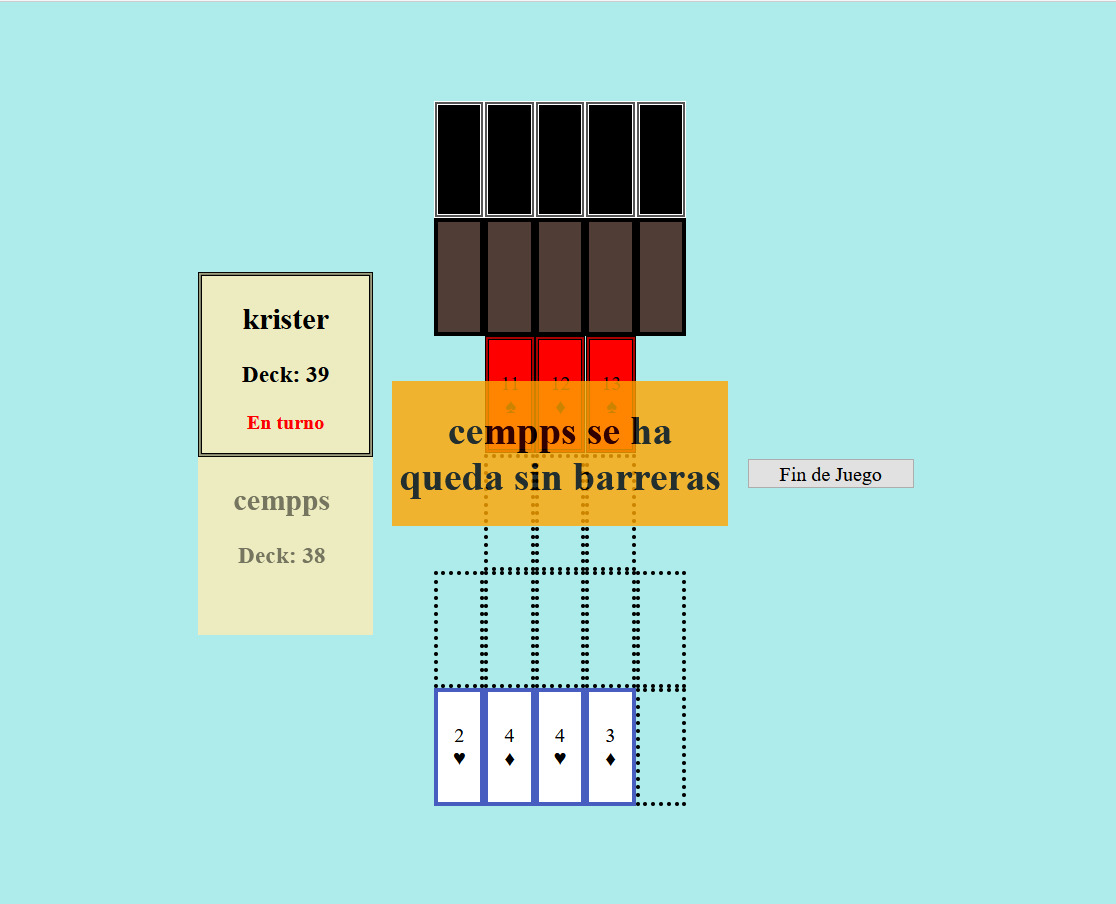 krister
Deck: 39
En turno
cempps
Deck: 38
11
♠
12
♦
13
♠
cempps se ha
queda sin barreras
Fin de Juego
2
♥
4
♦
4
♥
3
♦